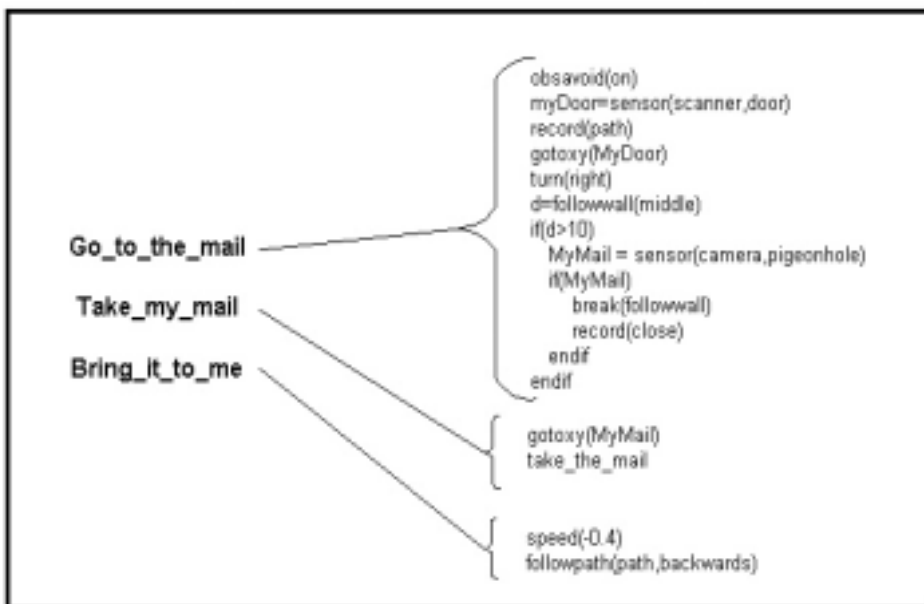 Go_to_the_mail
Take_my_mail
Bring_it_to_me
obsavoid(on)
myDoor=sensor(scanner,door)
record(path)
gotoxy(MyDoor)
turn(right)
d=followwall(middle)
if(d>10)
MyMail = sensor(camera,pigeonhole)
if(MyMail)
break(followwall)
record(close)
endif
endif
gotoxy(MyMail)
take_the_mail
speed(-0.4)
followpath(path,backwards)